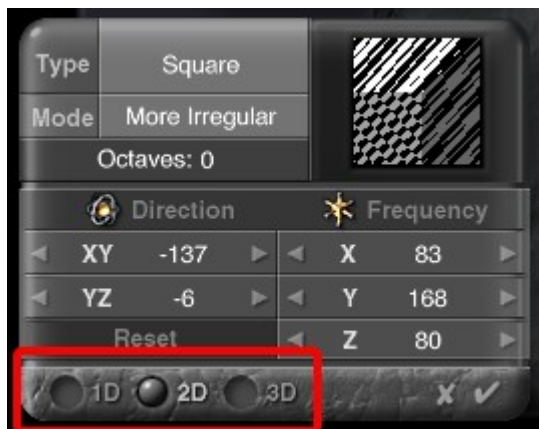 Type Square
Mode More Irregular
Octaves: 0
Direction Frequency
XY -137 X 83
YZ -6 Y 168
Reset Z 80
1D 2D 3D